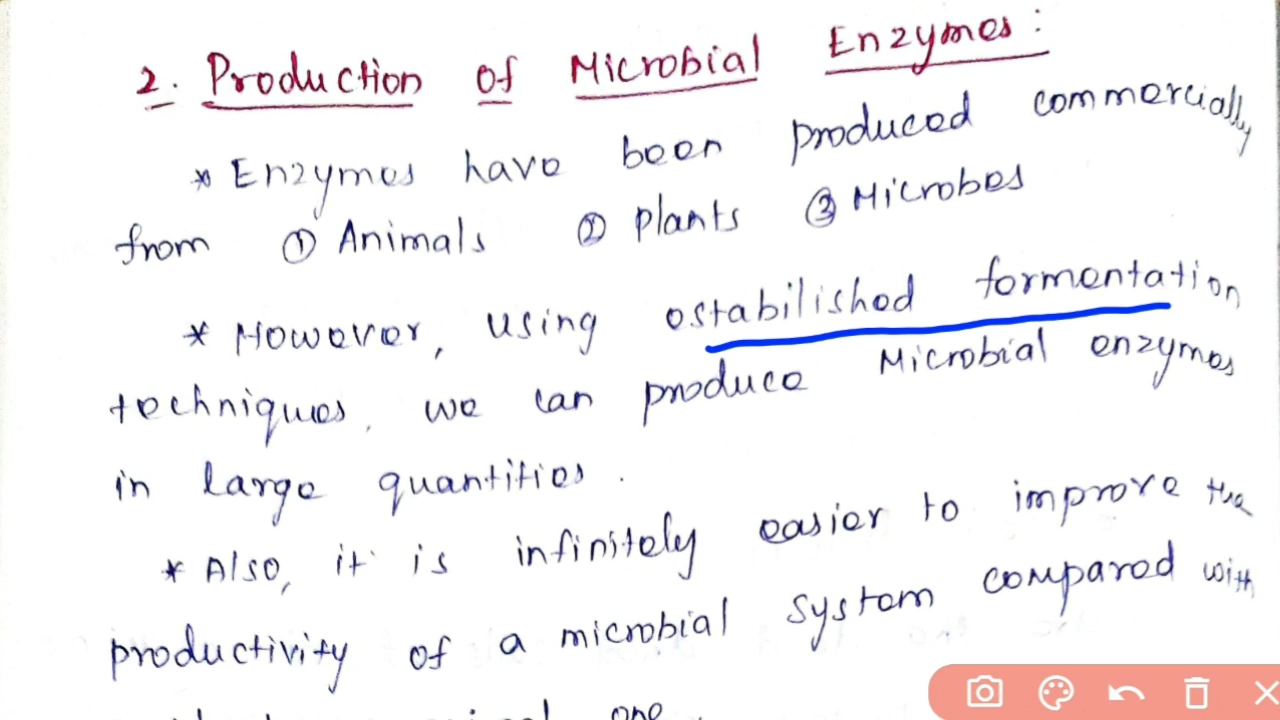 2. Production of Microbial Enzymes:
* Enzymes have been produced commercially
from ① Animals ② plants ③ Microbes
* However, using estabilished fermentation
techniques, we can produce Microbial enzymes
in large quantities.
* Also, it is infinitely easier to improve the
productivity of a microbial system compared with
one.